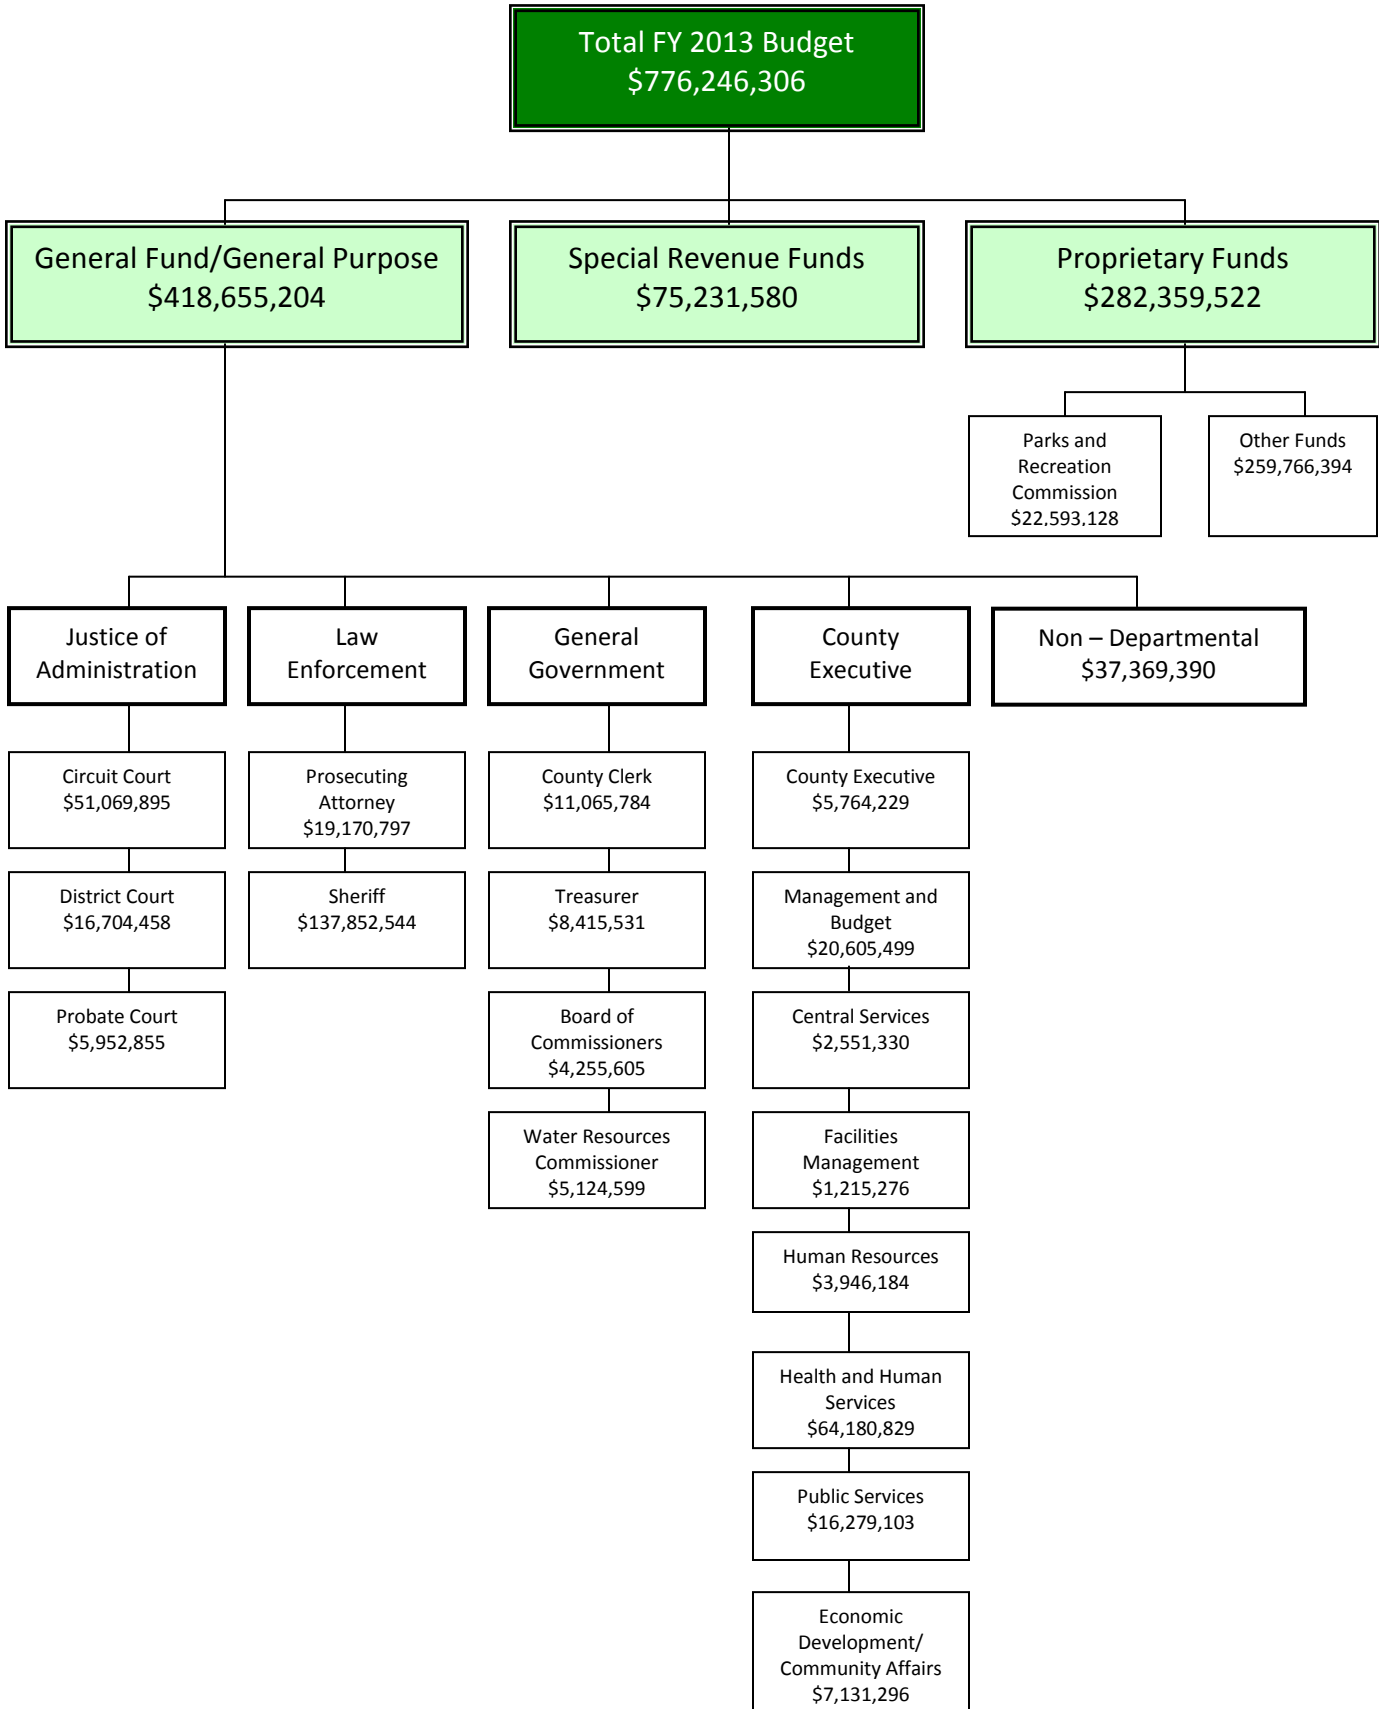 Total FY 2013 Budget
$776,246,306
General Fund/General Purpose
$418,655,204
Special Revenue Funds
$75,231,580
Proprietary Funds
$282,359,522
Parks and
Recreation
Commission
$22,593,128
Other Funds
$259,766,394
Justice of
Administration
Law
Enforcement
General
Government
County
Executive
Non – Departmental
$37,369,390
Circuit Court
$51,069,895
District Court
$16,704,458
Probate Court
$5,952,855
Prosecuting
Attorney
$19,170,797
Sheriff
$137,852,544
County Clerk
$11,065,784
Treasurer
$8,415,531
Board of
Commissioners
$4,255,605
Water Resources
Commissioner
$5,124,599
County Executive
$5,764,229
Management and
Budget
$20,605,499
Central Services
$2,551,330
Facilities
Management
$1,215,276
Human Resources
$3,946,184
Health and Human
Services
$64,180,829
Public Services
$16,279,103
Economic
Development/
Community Affairs
$7,131,296